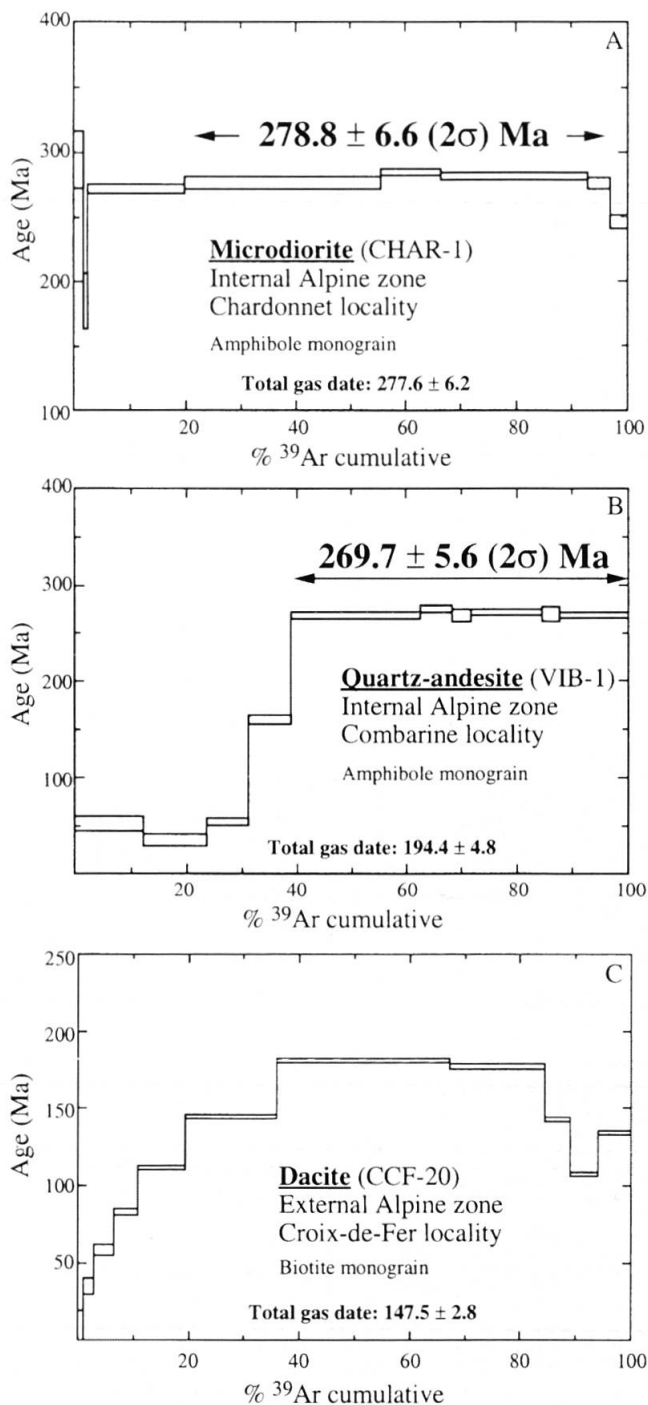 400
A
278.8 ± 6.6 (2σ) Ma
300
Age (Ma)
200
100
Microdiorite (CHAR-1)
Internal Alpine zone
Chardonnet locality
Amphibole monograin
Total gas date: 277.6 ± 6.2
20 40 60 80 100
% ³⁹Ar cumulative
400
B
269.7 ± 5.6 (2σ) Ma
300
Age (Ma)
200
100
Quartz-andesite (VIB-1)
Internal Alpine zone
Combarine locality
Amphibole monograin
Total gas date: 194.4 ± 4.8
20 40 60 80 100
% ³⁹Ar cumulative
250
C
200
Age (Ma)
150
100
50
Dacite (CCF-20)
External Alpine zone
Croix-de-Fer locality
Biotite monograin
Total gas date: 147.5 ± 2.8
20 40 60 80 100
% ³⁹Ar cumulative